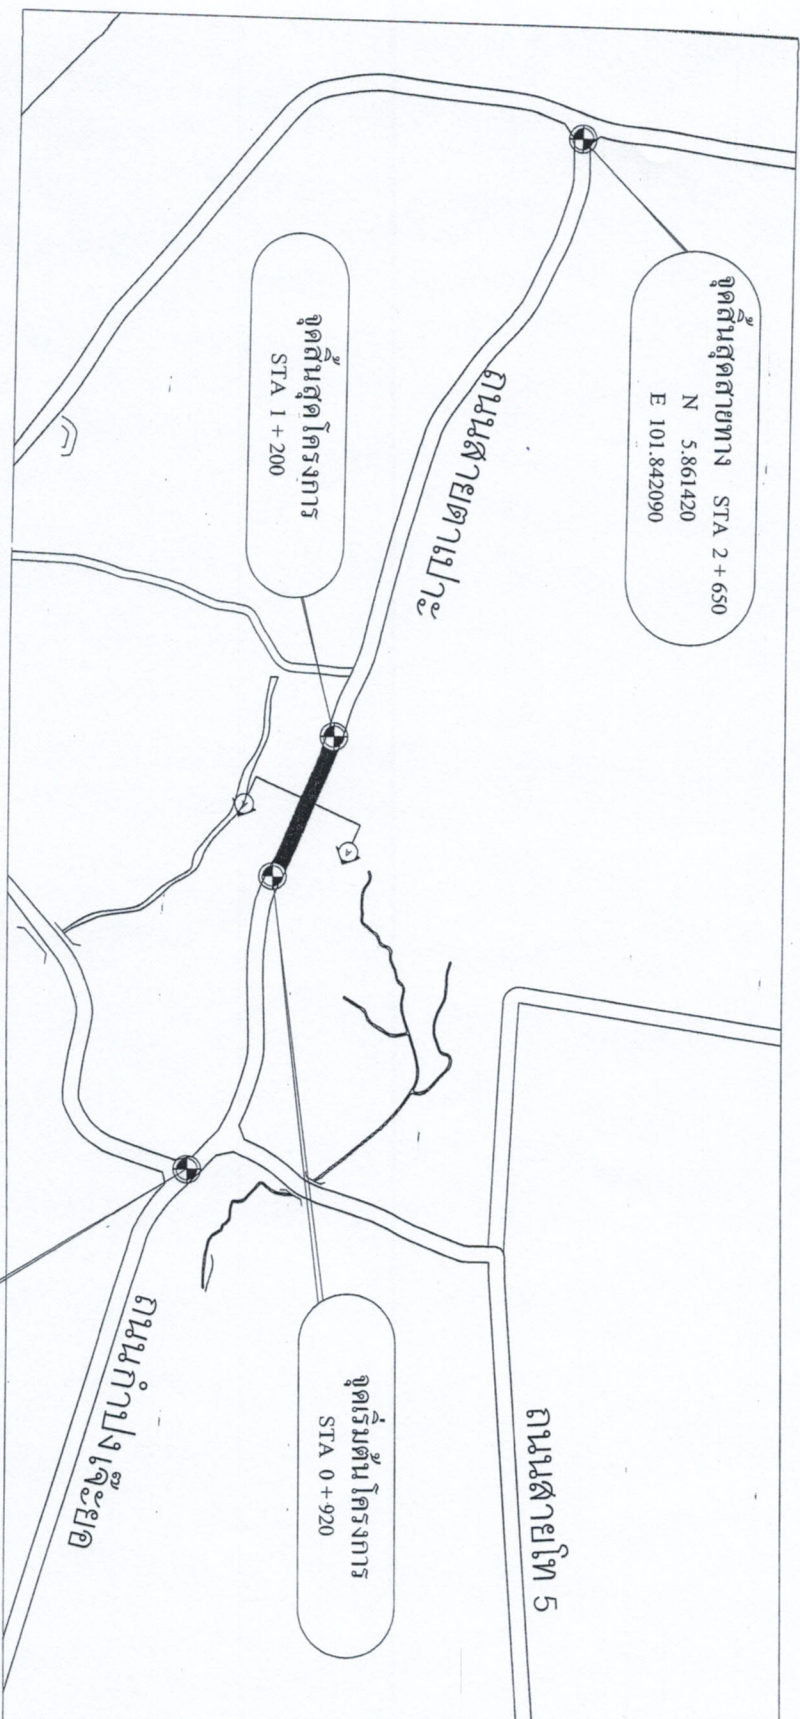 จุดสิ้นสุดสายทาง STA 2+650
N 5.861420
E 101.842090
ถนนสายตาเปาะ
จุดสิ้นสุดโครงการ
STA 1+200
ถนนสายโท 5
จุดเริ่มต้นโครงการ
STA 0+920
ถนนกำปงเจ๊ะยอ